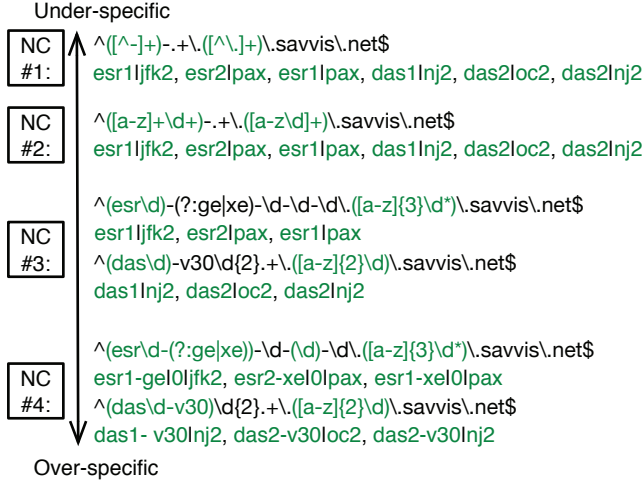 Under-specific
NC #1:
^([^-]+)-.+\.([^\.]+)\.savvis\.net$
esr1|jfk2, esr2|pax, esr1|pax, das1|nj2, das2|oc2, das2|nj2
NC #2:
^([a-z]+\d+)-.+\.([a-z\d]+)\.savvis\.net$
esr1|jfk2, esr2|pax, esr1|pax, das1|nj2, das2|oc2, das2|nj2
NC #3:
^(esr\d)-(?:ge|xe)-\d-\d-\d\.([a-z]{3}\d*)\.savvis\.net$
esr1|jfk2, esr2|pax, esr1|pax
^(das\d)-v30\d{2}.+\.([a-z]{2}\d)\.savvis\.net$
das1|nj2, das2|oc2, das2|nj2
NC #4:
^(esr\d-(?:ge|xe))-\d-(\d)-\d\.([a-z]{3}\d*)\.savvis\.net$
esr1-ge|0|jfk2, esr2-xe|0|pax, esr1-xe|0|pax
^(das\d-v30)\d{2}.+\.([a-z]{2}\d)\.savvis\.net$
das1- v30|nj2, das2-v30|oc2, das2-v30|nj2
Over-specific